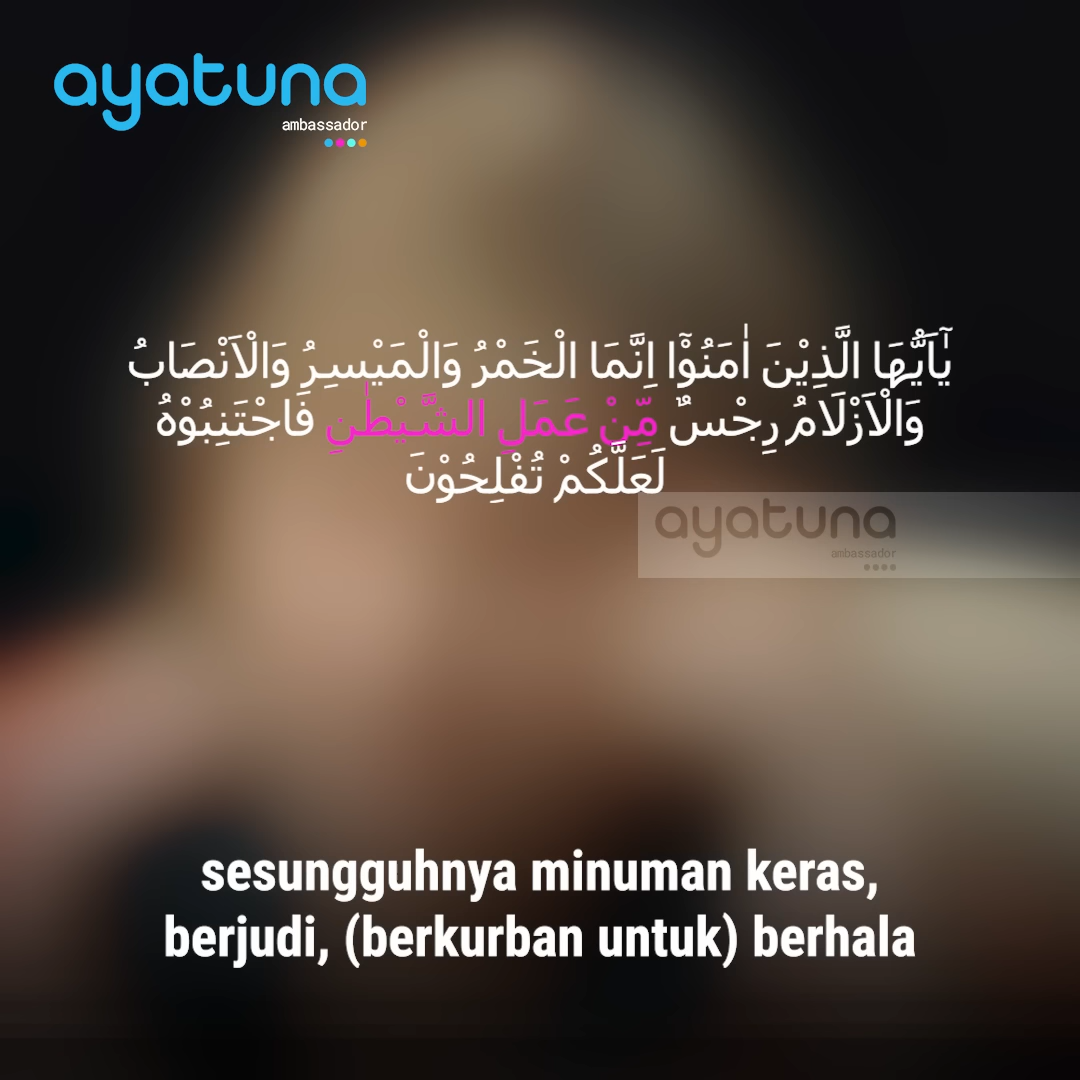 ayatuna
ambassador
يٰٓاَيُّهَا الَّذِيْنَ اٰمَنُوْٓا اِنَّمَا الْخَمْرُ وَالْمَيْسِرُ وَالْاَنْصَابُ
وَالْاَزْلَامُ رِجْسٌ مِّنْ عَمَلِ الشَّيْطٰنِ فَاجْتَنِبُوْهُ
لَعَلَّكُمْ تُفْلِحُوْنَ
ayatuna
ambassador
sesungguhnya minuman keras,
berjudi, (berkurban untuk) berhala